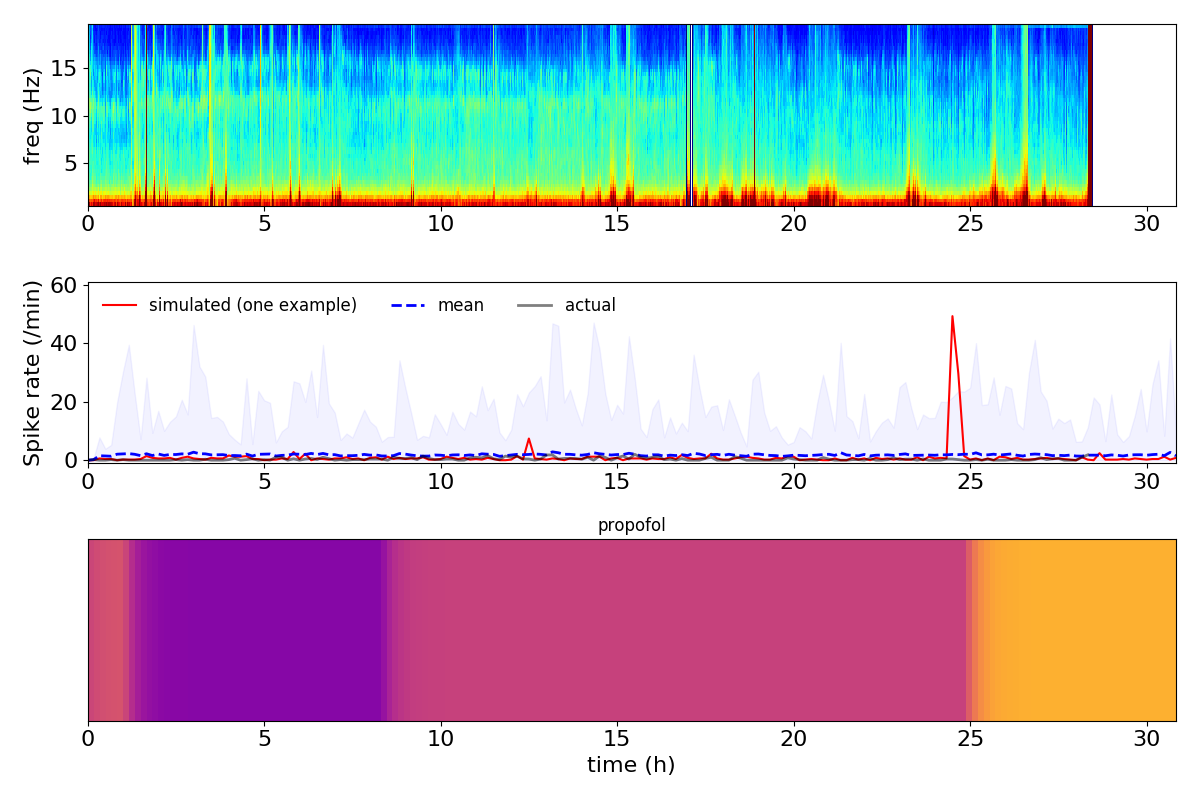 freq (Hz)
15
10
5
0 5 10 15 20 25 30
Spike rate (/min)
60
40
20
0
simulated (one example) mean actual
0 5 10 15 20 25 30
propofol
0 5 10 15 20 25 30
time (h)